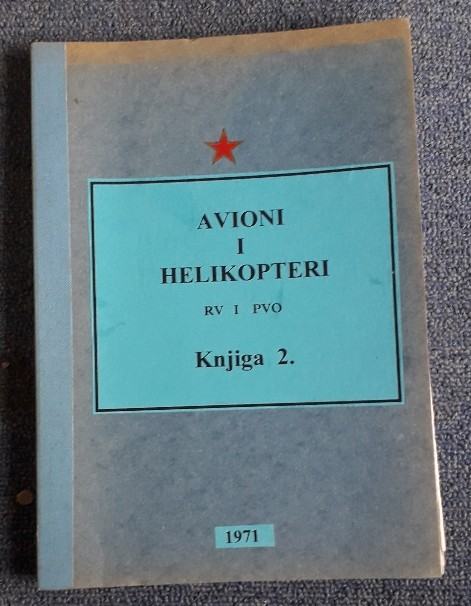 AVIONI
I
HELIKOPTERI
RV I PVO
Knjiga 2.
1971